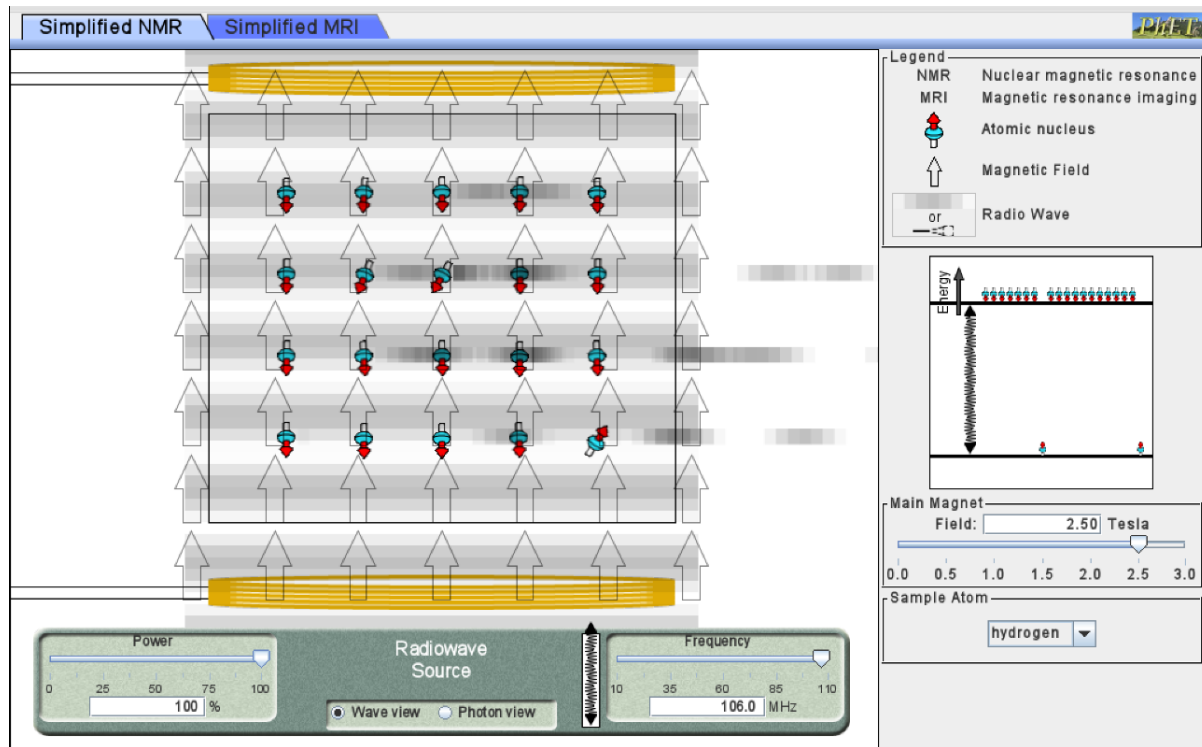 Simplified NMR
Simplified MRI
PhET
Legend
NMR Nuclear magnetic resonance
MRI Magnetic resonance imaging
Atomic nucleus
Magnetic Field
or
Radio Wave
Energy
Main Magnet
Field: 2.50 Tesla
0.0 0.5 1.0 1.5 2.0 2.5 3.0
Sample Atom
hydrogen
Power
0 25 50 75 100
100 %
Radiowave
Source
Wave view Photon view
Frequency
10 35 60 85 110
106.0 MHz